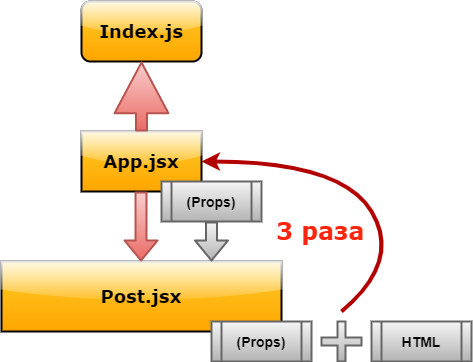 Index.js
App.jsx
(Props)
3 раза
Post.jsx
(Props)
HTML